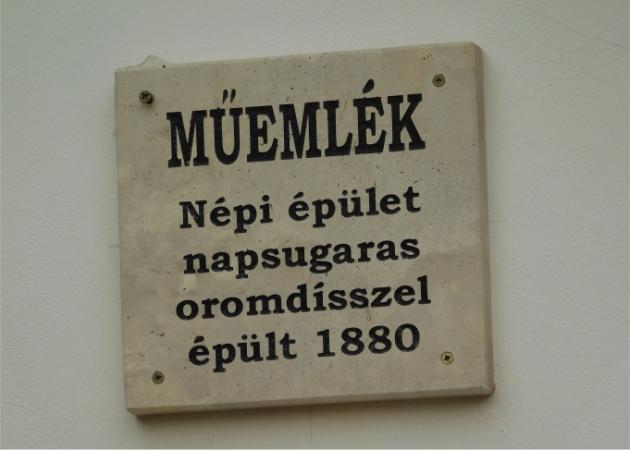 MŰEMLÉK
Népi épület
napsugaras
oromdísszel
épült 1880